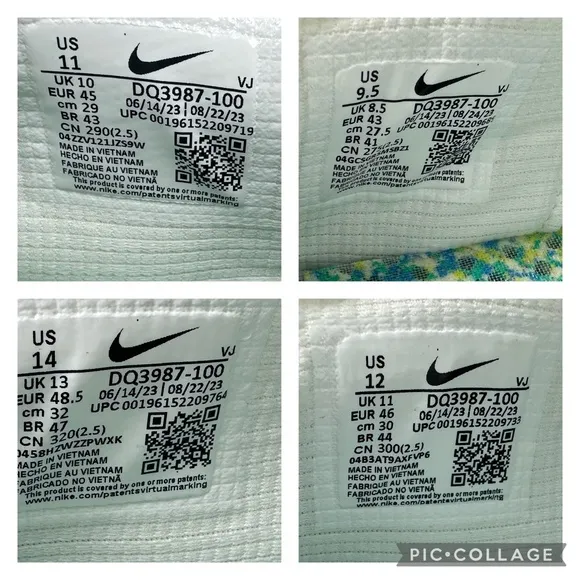 US
11
VJ
UK 10
EUR 45
cm 29
BR 43
CN 290(2.5)
DQ3987-100
06/14/23 | 08/22/23
UPC 00196152209719
04ZZV121JZS9W
MADE IN VIETNAM
HECHO EN VIETNAM
FABRIQUE AU VIETNAM
FABRICADO NO VIETNÃ
This product is covered by one or more patents:
www.nike.com/patentsvirtualmarking
US
9.5
VJ
UK 8.5
EUR 43
cm 27.5
BR 41
CN 275(2.5)
DQ3987-100
06/14/23 | 08/24/23
MADE IN VIETNAM
HECHO EN VIETNAM
FABRIQUE AU VIETNAM
FABRICADO NO VIETNÃ
This product is covered by one or more patents:
www.nike.com/patentsvirtualmarking
US
14
VJ
UK 13
EUR 48.5
cm 32
BR 47
CN 320(2.5)
DQ3987-100
06/14/23 | 08/22/23
UPC 00196152209764
0458HZWZZPWXK
MADE IN VIETNAM
HECHO EN VIETNAM
FABRIQUE AU VIETNAM
FABRICADO NO VIETNÃ
This product is covered by one or more patents:
www.nike.com/patentsvirtualmarking
US
12
VJ
UK 11
EUR 46
cm 30
BR 44
CN 300(2.5)
DQ3987-100
06/14/23 | 08/22/23
UPC 00196152209733
04B3AT9AXFVP6
MADE IN VIETNAM
HECHO EN VIETNAM
FABRIQUE AU VIETNAM
FABRICADO NO VIETNÃ
This product is covered by one or more patents:
www.nike.com/patentsvirtualmarking
PIC•COLLAGE